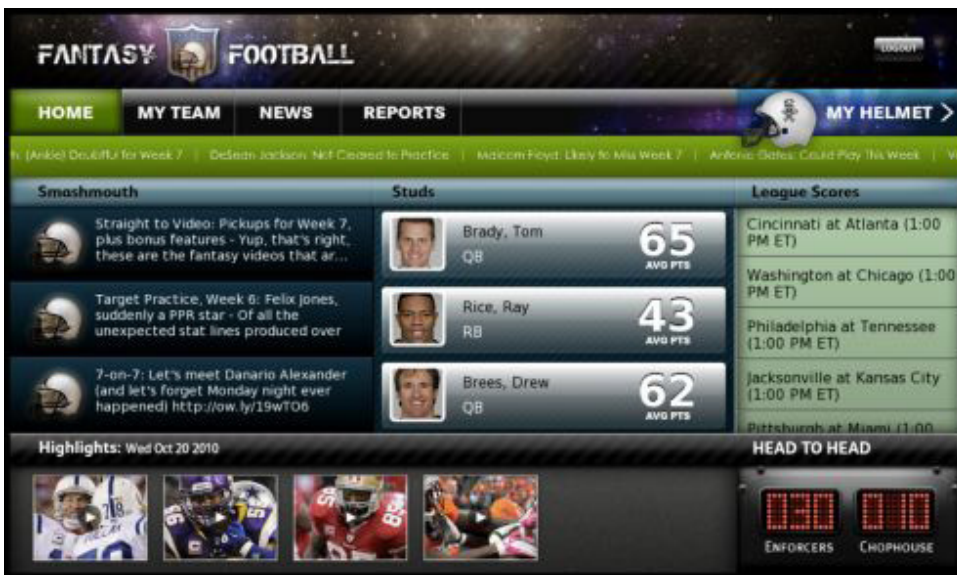 FANTASY FOOTBALL
LOGOUT
HOME MY TEAM NEWS REPORTS
MY HELMET
(Ankle) Doubtful for Week 7 | DeSean Jackson: Not Cleared to Practice | Malcom Floyd: Likely to Miss Week 7 | Antonio Gates: Could Play This Week |
Smashmouth
Straight to Video: Pickups for Week 7,
plus bonus features - Yup, that's right,
these are the fantasy videos that ar...
Target Practice, Week 6: Felix Jones,
suddenly a PPR star - Of all the
unexpected stat lines produced over
7-on-7: Let's meet Danario Alexander
(and let's forget Monday night ever
happened) http://ow.ly/19wTO6
Studs
Brady, Tom
QB
65
AVG PTS
Rice, Ray
RB
43
AVG PTS
Brees, Drew
QB
62
AVG PTS
League Scores
Cincinnati at Atlanta (1:00
PM ET)
Washington at Chicago (1:00
PM ET)
Philadelphia at Tennessee
(1:00 PM ET)
Jacksonville at Kansas City
(1:00 PM ET)
Pittsburgh at Miami (1:00
Highlights: Wed Oct 20 2010
HEAD TO HEAD
030 010
ENFORCERS CHOPHOUSE